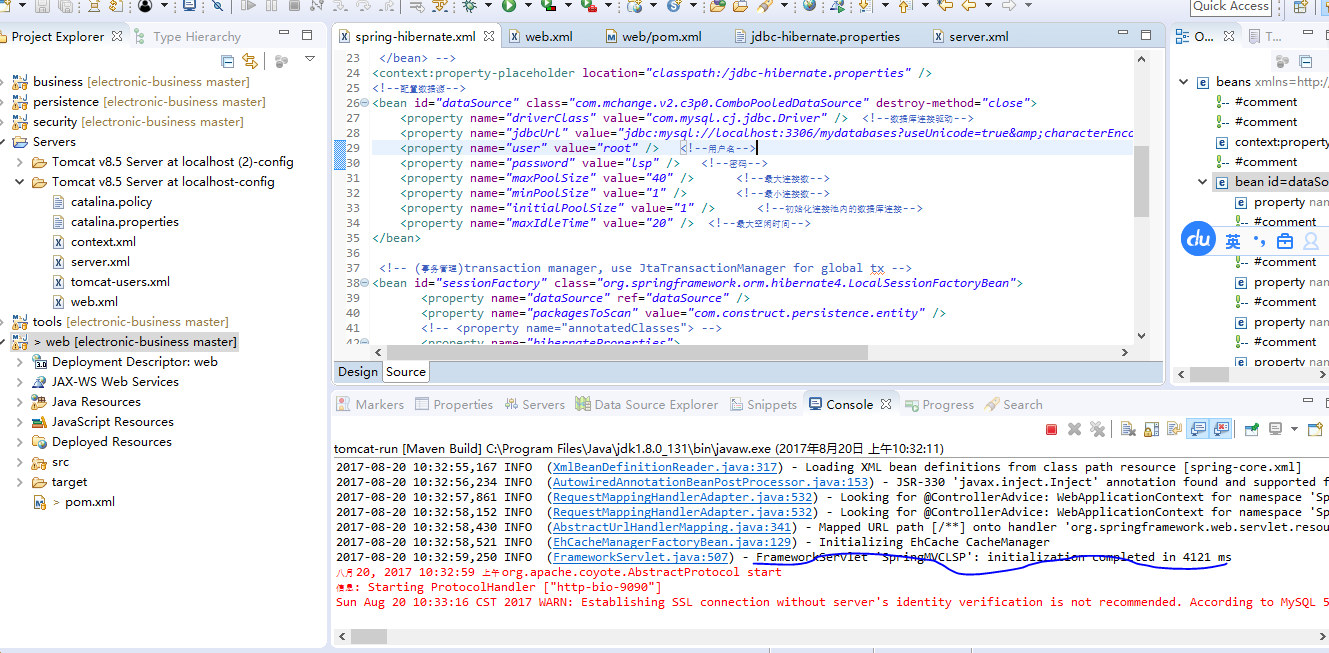 Quick Access
Project Explorer
Type Hierarchy
business [electronic-business master]
persistence [electronic-business master]
security [electronic-business master]
Servers
Tomcat v8.5 Server at localhost (2)-config
Tomcat v8.5 Server at localhost-config
catalina.policy
catalina.properties
context.xml
server.xml
tomcat-users.xml
web.xml
tools [electronic-business master]
> web [electronic-business master]
Deployment Descriptor: web
JAX-WS Web Services
Java Resources
JavaScript Resources
Deployed Resources
src
target
> pom.xml
spring-hibernate.xml
web.xml
web/pom.xml
jdbc-hibernate.properties
server.xml
23 </bean> -->
24 <context:property-placeholder location="classpath:/jdbc-hibernate.properties" />
25 <!--配置数据源-->
26 <bean id="dataSource" class="com.mchange.v2.c3p0.ComboPooledDataSource" destroy-method="close">
27 <property name="driverClass" value="com.mysql.cj.jdbc.Driver" /> <!--数据库连接驱动-->
28 <property name="jdbcUrl" value="jdbc:mysql://localhost:3306/mydatabases?useUnicode=true&amp;characterEnco
29 <property name="user" value="root" /> <!--用户名-->
30 <property name="password" value="lsp" /> <!--密码-->
31 <property name="maxPoolSize" value="40" /> <!--最大连接数-->
32 <property name="minPoolSize" value="1" /> <!--最小连接数-->
33 <property name="initialPoolSize" value="1" /> <!--初始化连接池内的数据库连接-->
34 <property name="maxIdleTime" value="20" /> <!--最大空闲时间-->
35 </bean>
36
37 <!-- (事务管理)transaction manager, use JtaTransactionManager for global tx -->
38 <bean id="sessionFactory" class="org.springframework.orm.hibernate4.LocalSessionFactoryBean">
39 <property name="dataSource" ref="dataSource" />
40 <property name="packagesToScan" value="com.construct.persistence.entity" />
41 <!-- <property name="annotatedClasses"> -->
42 <property name="hibernateProperties">
Design
Source
O...
T...
beans xmlns=http:/
#comment
#comment
context:property
#comment
bean id=dataSo
property nam
#comment
du 英
#comment
property nam
#comment
property nam
#comment
property nam
Markers
Properties
Servers
Data Source Explorer
Snippets
Console
Progress
Search
tomcat-run [Maven Build] C:\Program Files\Java\jdk1.8.0_131\bin\javaw.exe (2017年8月20日 上午10:32:11)
2017-08-20 10:32:55,167 INFO (XmlBeanDefinitionReader.java:317) - Loading XML bean definitions from class path resource [spring-core.xml]
2017-08-20 10:32:56,234 INFO (AutowiredAnnotationBeanPostProcessor.java:153) - JSR-330 'javax.inject.Inject' annotation found and supported f
2017-08-20 10:32:57,861 INFO (RequestMappingHandlerAdapter.java:532) - Looking for @ControllerAdvice: WebApplicationContext for namespace 'Sp
2017-08-20 10:32:58,152 INFO (RequestMappingHandlerAdapter.java:532) - Looking for @ControllerAdvice: WebApplicationContext for namespace 'Sp
2017-08-20 10:32:58,430 INFO (AbstractUrlHandlerMapping.java:341) - Mapped URL path [/**] onto handler 'org.springframework.web.servlet.resou
2017-08-20 10:32:58,521 INFO (EhCacheManagerFactoryBean.java:129) - Initializing EhCache CacheManager
2017-08-20 10:32:59,250 INFO (FrameworkServlet.java:507) - FrameworkServlet 'SpringMVCLSP': initialization completed in 4121 ms
八月 20, 2017 10:32:59 上午 org.apache.coyote.AbstractProtocol start
信息: Starting ProtocolHandler ["http-bio-9090"]
Sun Aug 20 10:33:16 CST 2017 WARN: Establishing SSL connection without server's identity verification is not recommended. According to MySQL 5